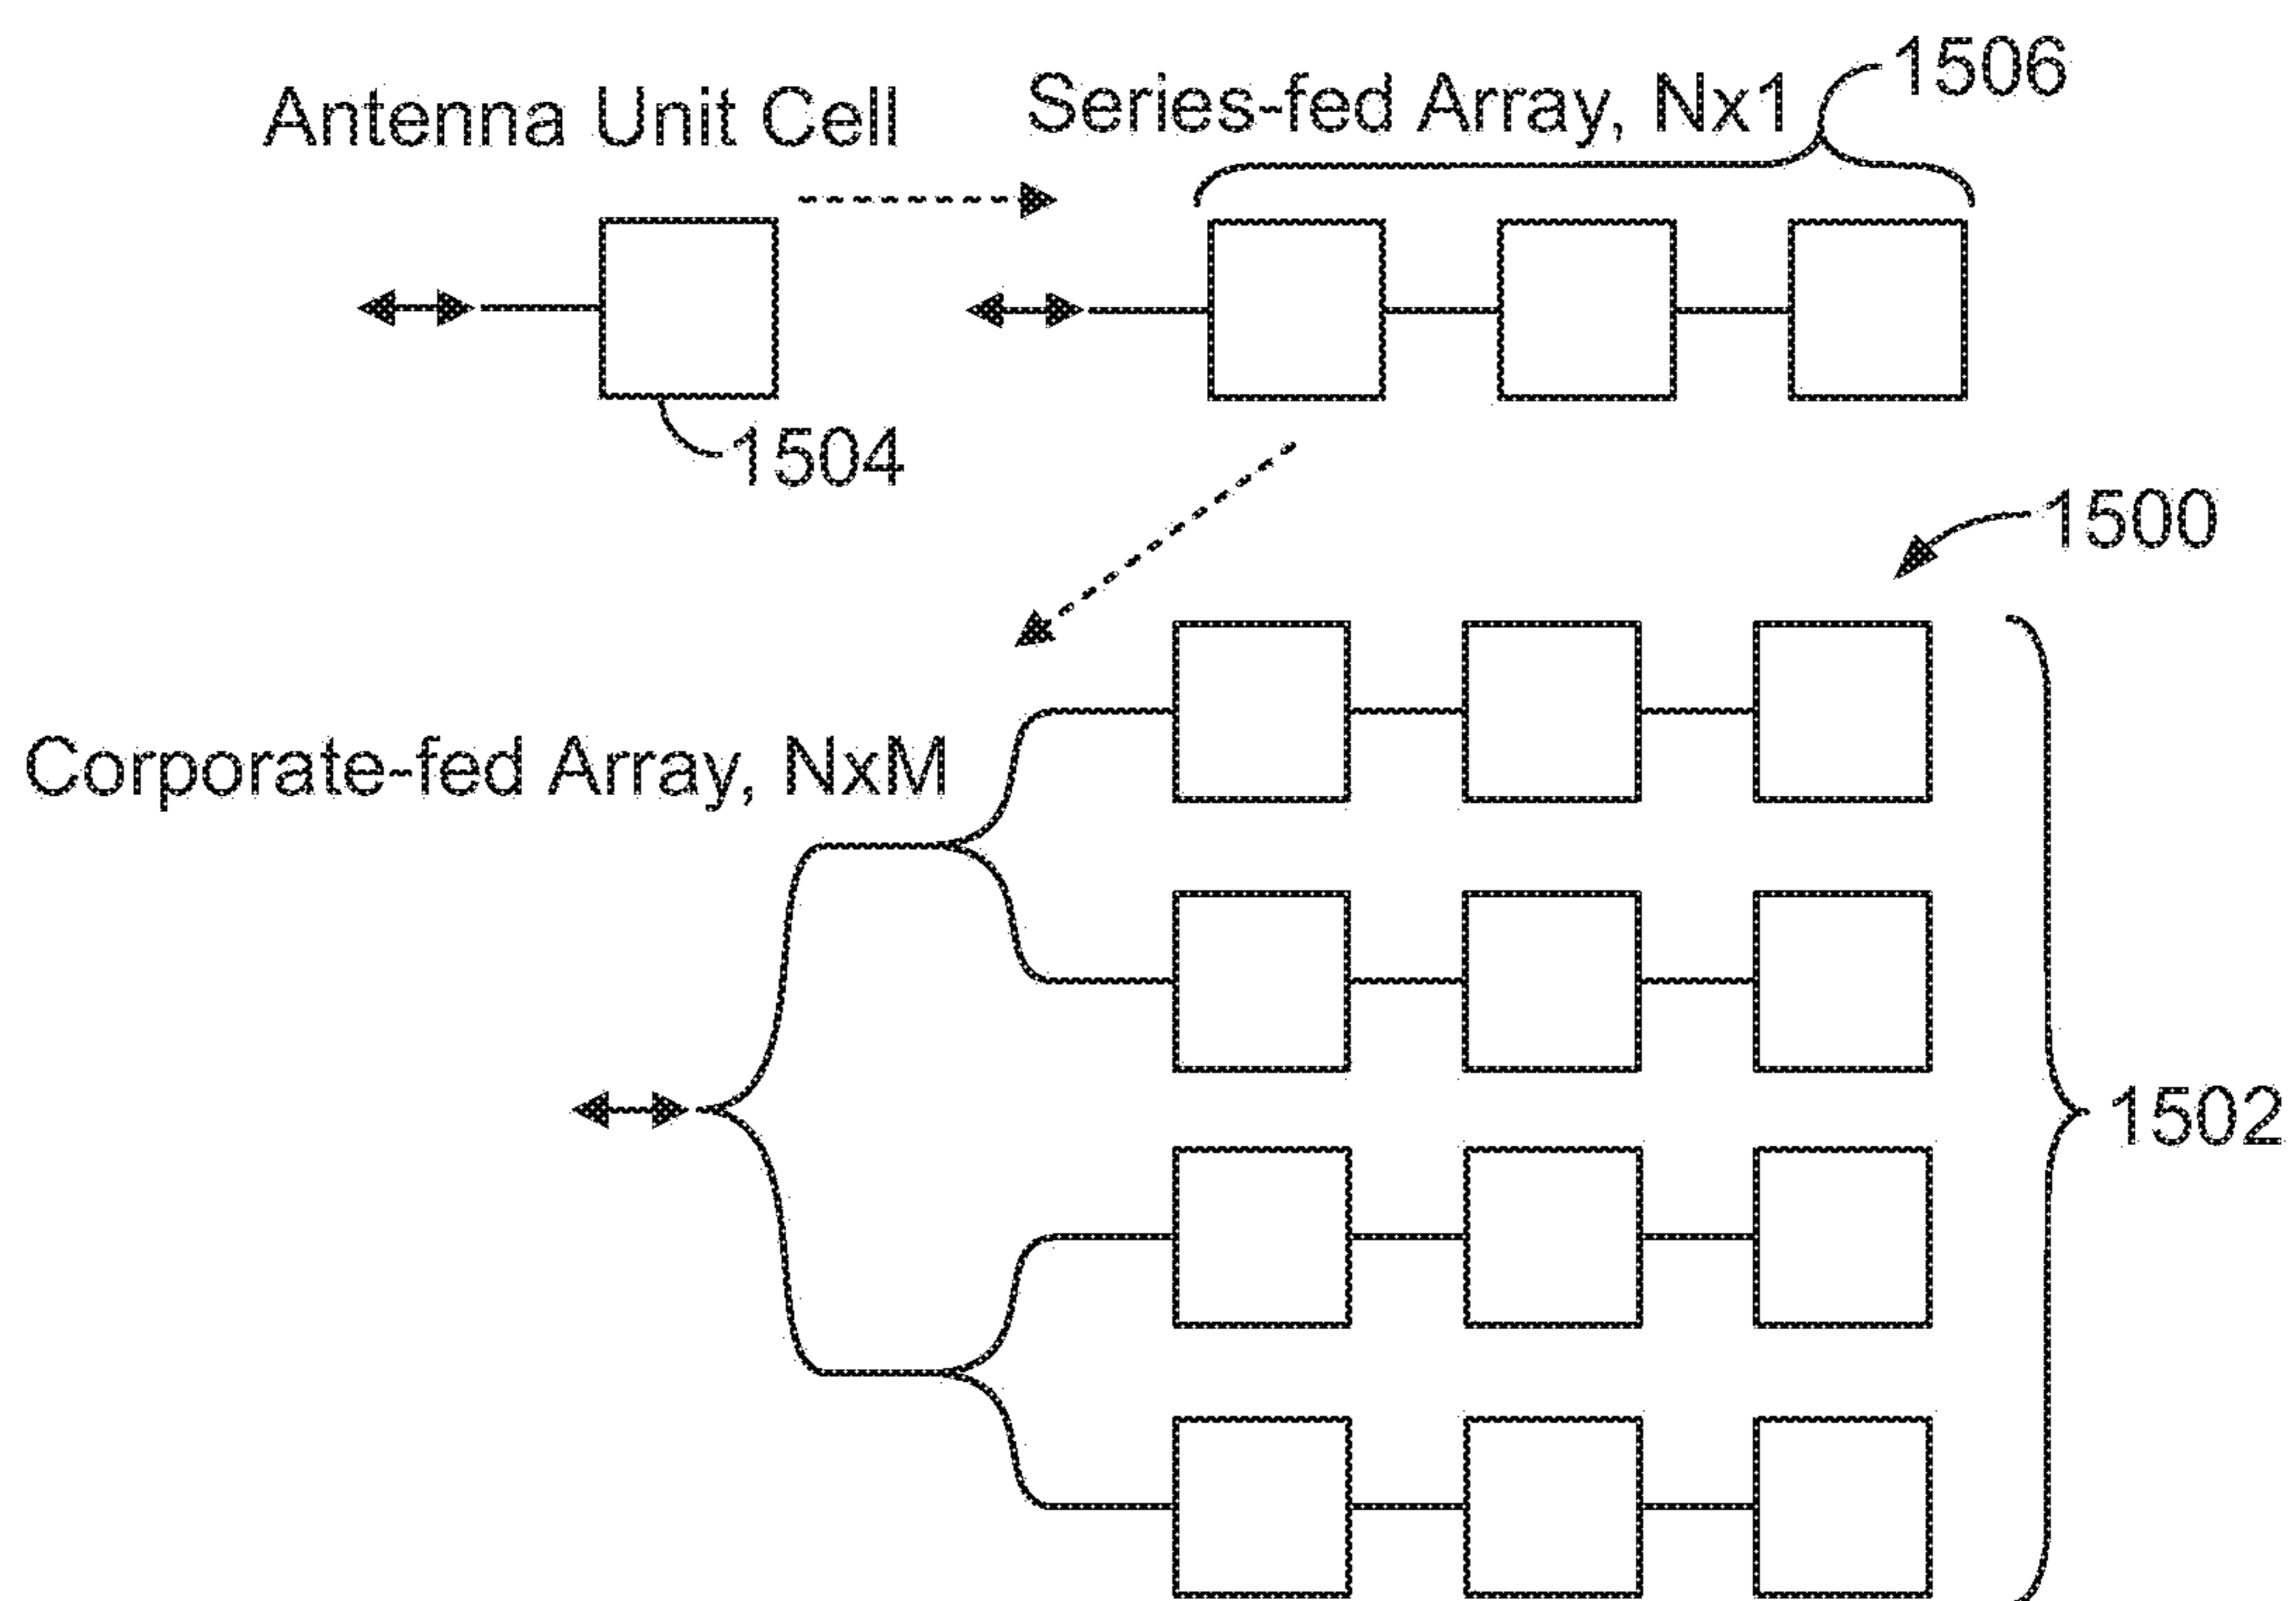 Antenna Unit Cell
Series-fed Array, Nx1
1506
1504
1500
Corporate-fed Array, NxM
1502